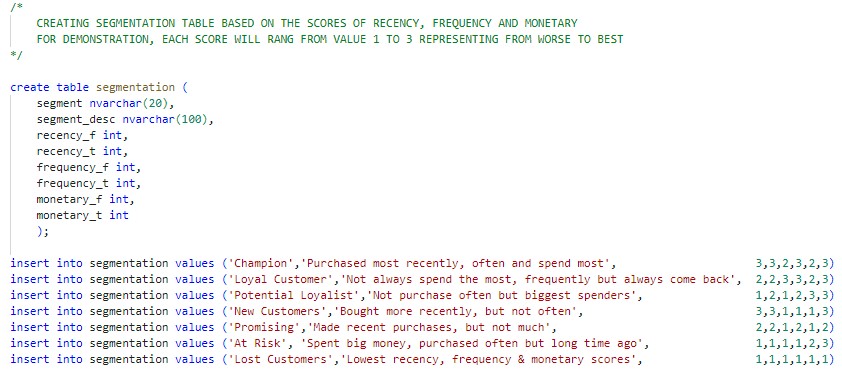 /*
CREATING SEGMENTATION TABLE BASED ON THE SCORES OF RECENCY, FREQUENCY AND MONETARY
FOR DEMONSTRATION, EACH SCORE WILL RANG FROM VALUE 1 TO 3 REPRESENTING FROM WORSE TO BEST
*/
create table segmentation (
segment nvarchar(20),
segment_desc nvarchar(100),
recency_f int,
recency_t int,
frequency_f int,
frequency_t int,
monetary_f int,
monetary_t int
);
insert into segmentation values ('Champion','Purchased most recently, often and spend most', 3,3,2,3,2,3)
insert into segmentation values ('Loyal Customer','Not always spend the most, frequently but always come back', 2,2,3,3,2,3)
insert into segmentation values ('Potential Loyalist','Not purchase often but biggest spenders', 1,2,1,2,3,3)
insert into segmentation values ('New Customers','Bought more recently, but not often', 3,3,1,1,1,3)
insert into segmentation values ('Promising','Made recent purchases, but not much', 2,2,1,2,1,2)
insert into segmentation values ('At Risk', 'Spent big money, purchased often but long time ago', 1,1,1,1,2,3)
insert into segmentation values ('Lost Customers','Lowest recency, frequency & monetary scores', 1,1,1,1,1,1)